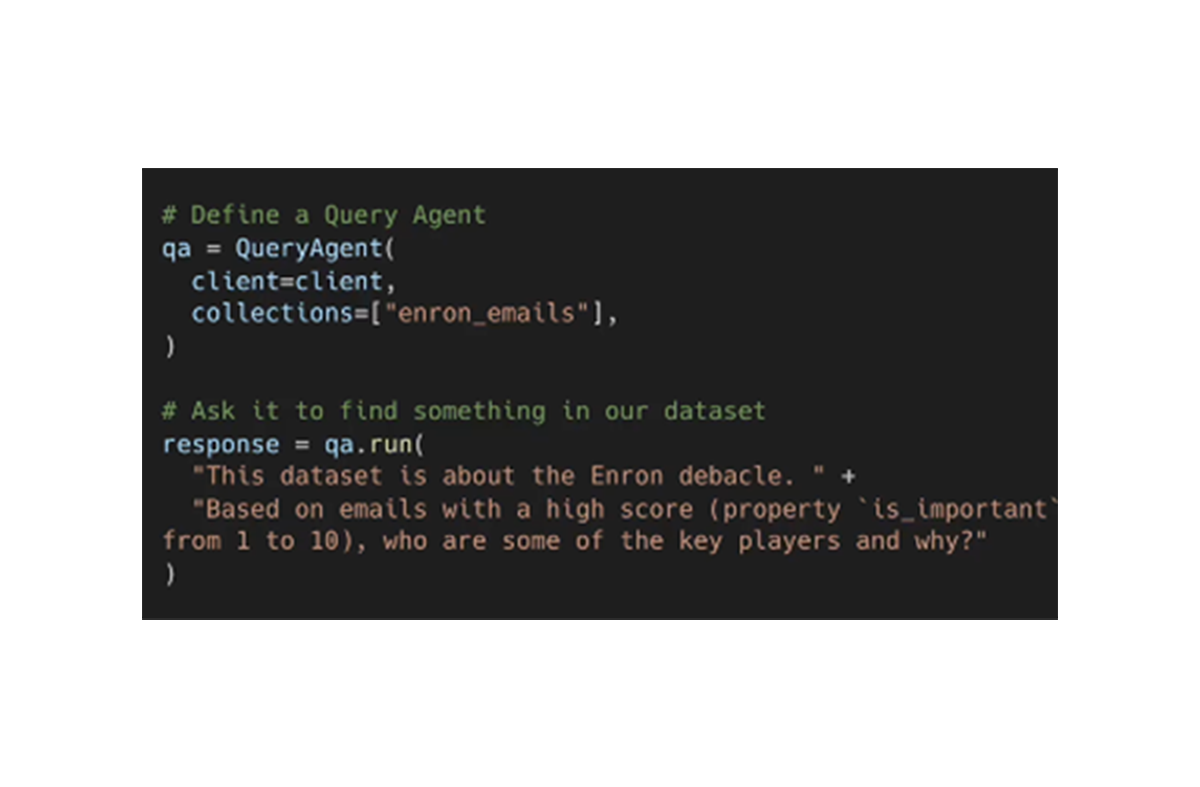 # Define a Query Agent
qa = QueryAgent(
  client=client,
  collections=["enron_emails"],
)

# Ask it to find something in our dataset
response = qa.run(
  "This dataset is about the Enron debacle. " +
  "Based on emails with a high score (property `is_important`
from 1 to 10), who are some of the key players and why?"
)